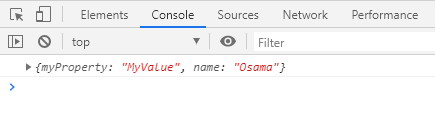 Elements Console Sources Network Performance
top Filter
{myProperty: "MyValue", name: "Osama"}